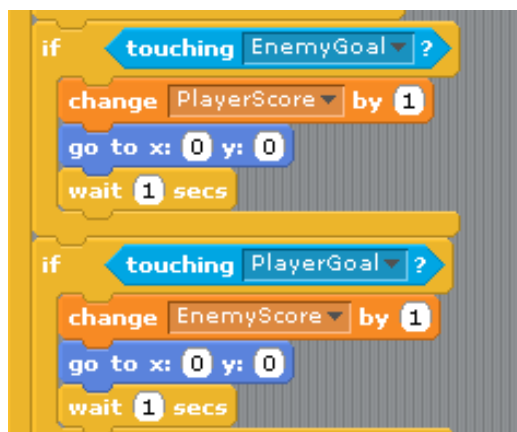 if touching EnemyGoal ?
change PlayerScore by 1
go to x: 0 y: 0
wait 1 secs
if touching PlayerGoal ?
change EnemyScore by 1
go to x: 0 y: 0
wait 1 secs